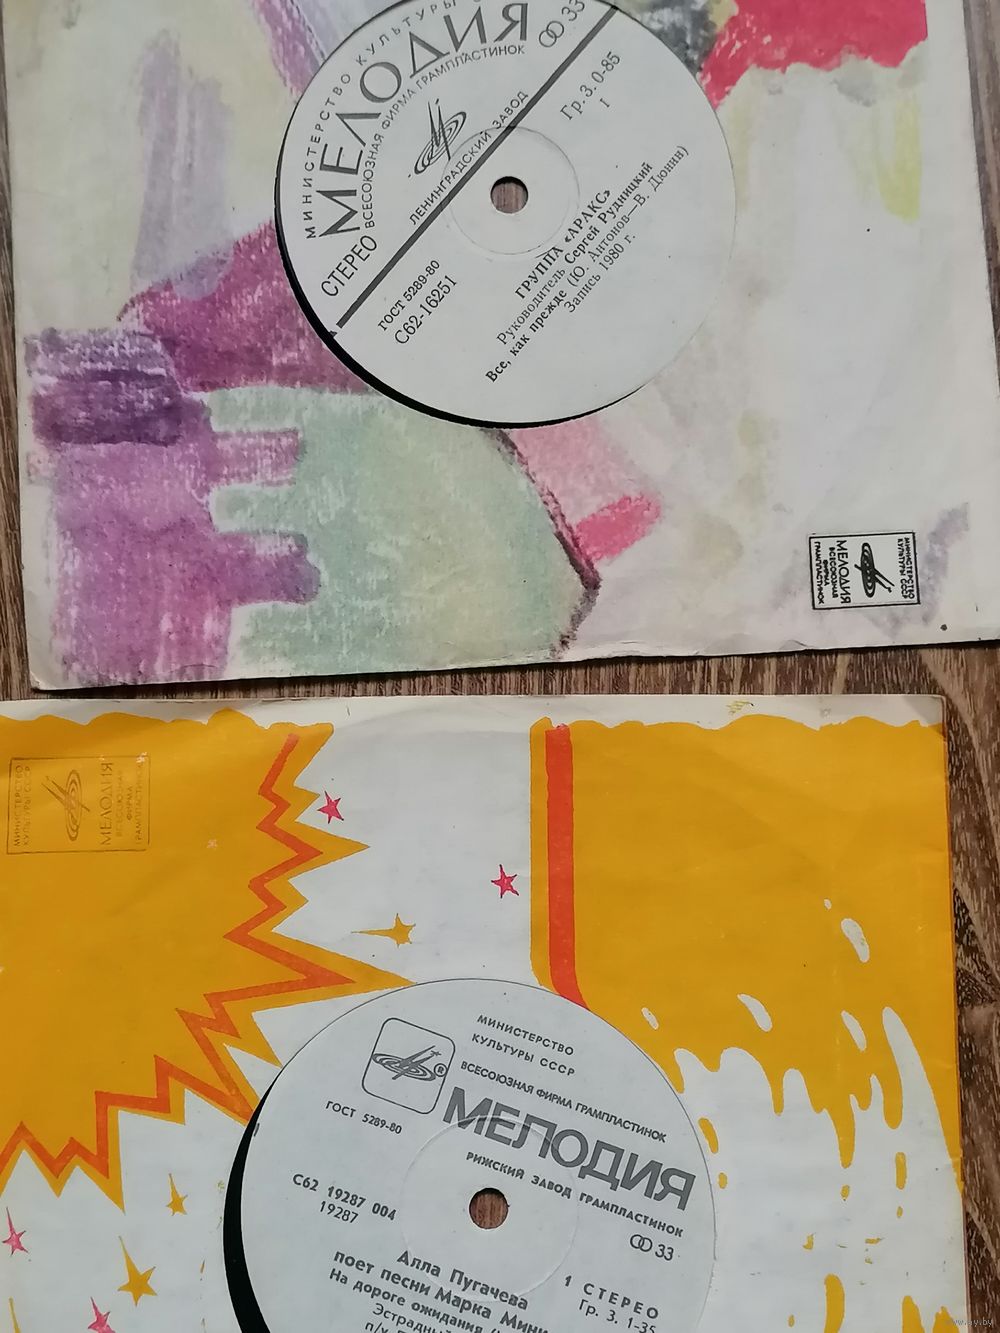 МИНИСТЕРСТВО КУЛЬТУРЫ
МЕЛОДИЯ
ВСЕСОЮЗНАЯ ФИРМА ГРАМПЛАСТИНОК
ЛЕНИНГРАДСКИЙ ЗАВОД
СТЕРЕО
33
Гр. 3. 0-85
I
ГОСТ 5289-80
С62-16251
ГРУППА «АРАКС»
Руководитель Сергей Рудницкий
Все, как прежде (Ю. Антонов—В. Дюнин)
Запись 1980 г.
МИНИСТЕРСТВО
КУЛЬТУРЫ СССР
МЕЛОДИЯ
ВСЕСОЮЗНАЯ
ФИРМА
ГРАМПЛАСТИНОК
МИНИСТЕРСТВО
КУЛЬТУРЫ СССР
МЕЛОДИЯ
ВСЕСОЮЗНАЯ
ФИРМА
ГРАМПЛАСТИНОК
МИНИСТЕРСТВО
КУЛЬТУРЫ СССР
ВСЕСОЮЗНАЯ ФИРМА ГРАМПЛАСТИНОК
МЕЛОДИЯ
РИЖСКИЙ ЗАВОД ГРАМПЛАСТИНОК
®
ГОСТ 5289-80
33
С62 19287 004
19287
1 СТЕРЕО
Гр. 3. 1-35
Алла Пугачева
поет песни Марка
На дороге ожидания